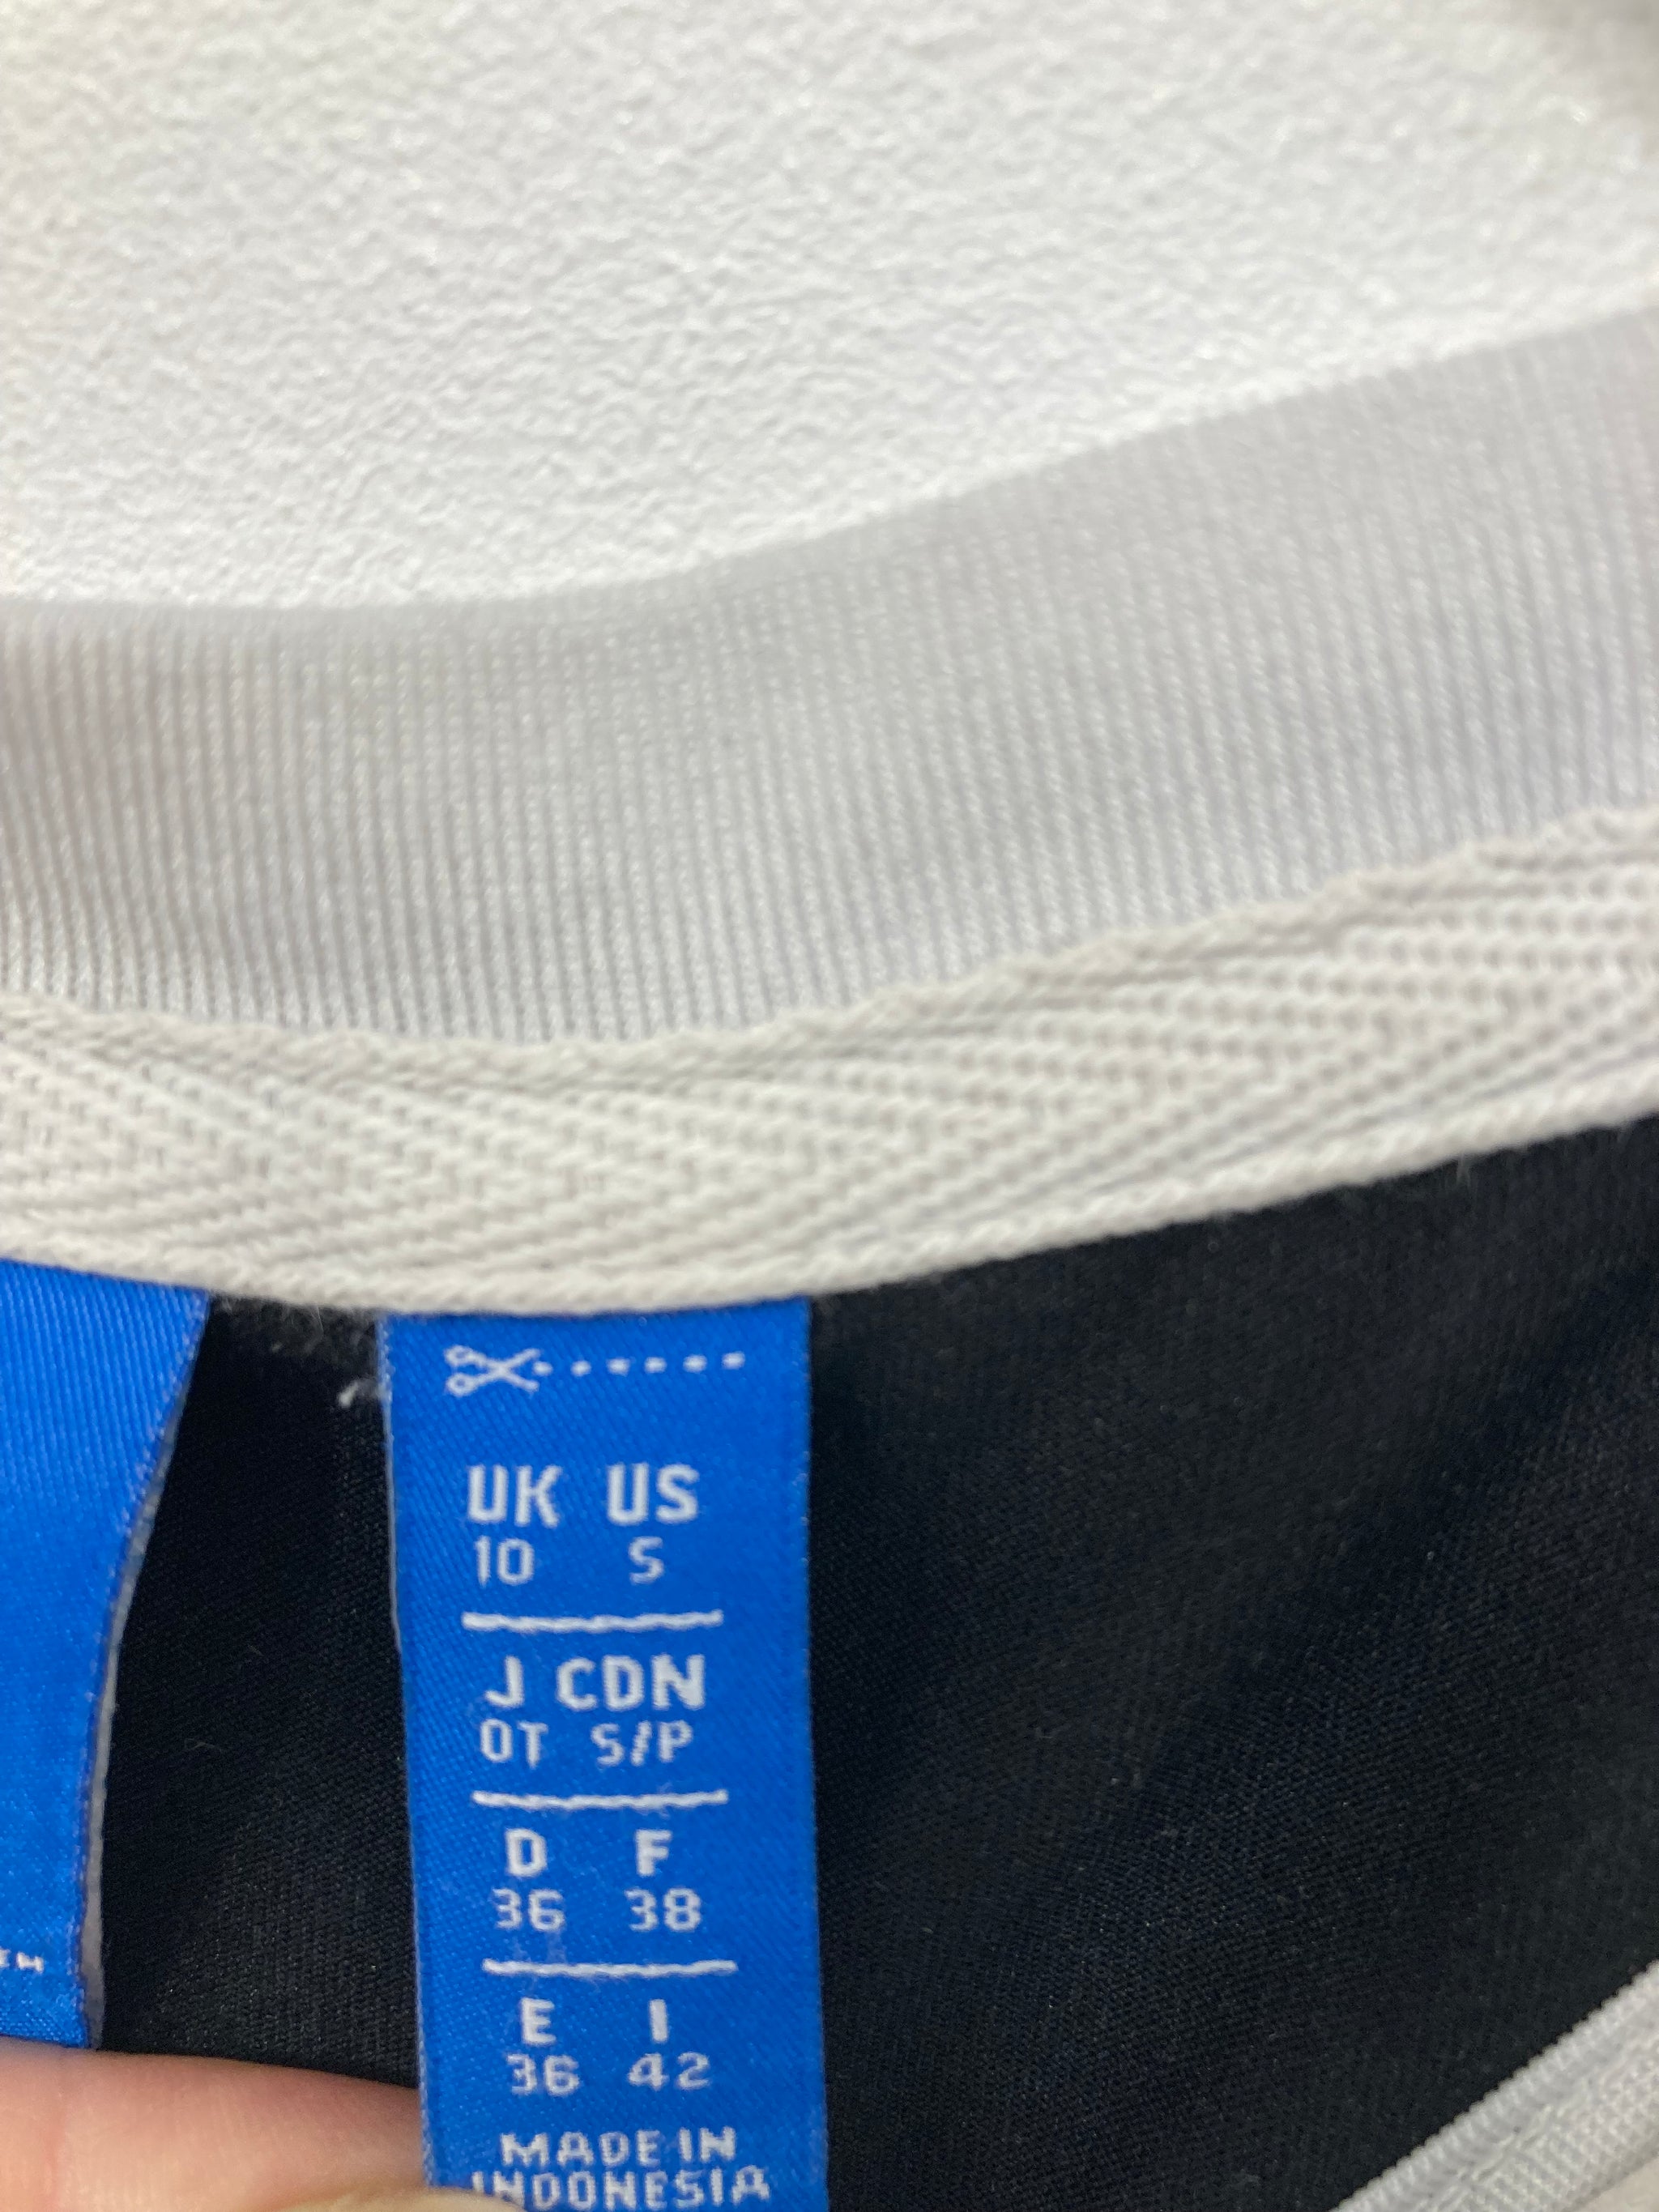 UK US
10 S
J CDN
OT S/P
D F
36 38
E I
36 42
MADE IN
INDONESIA